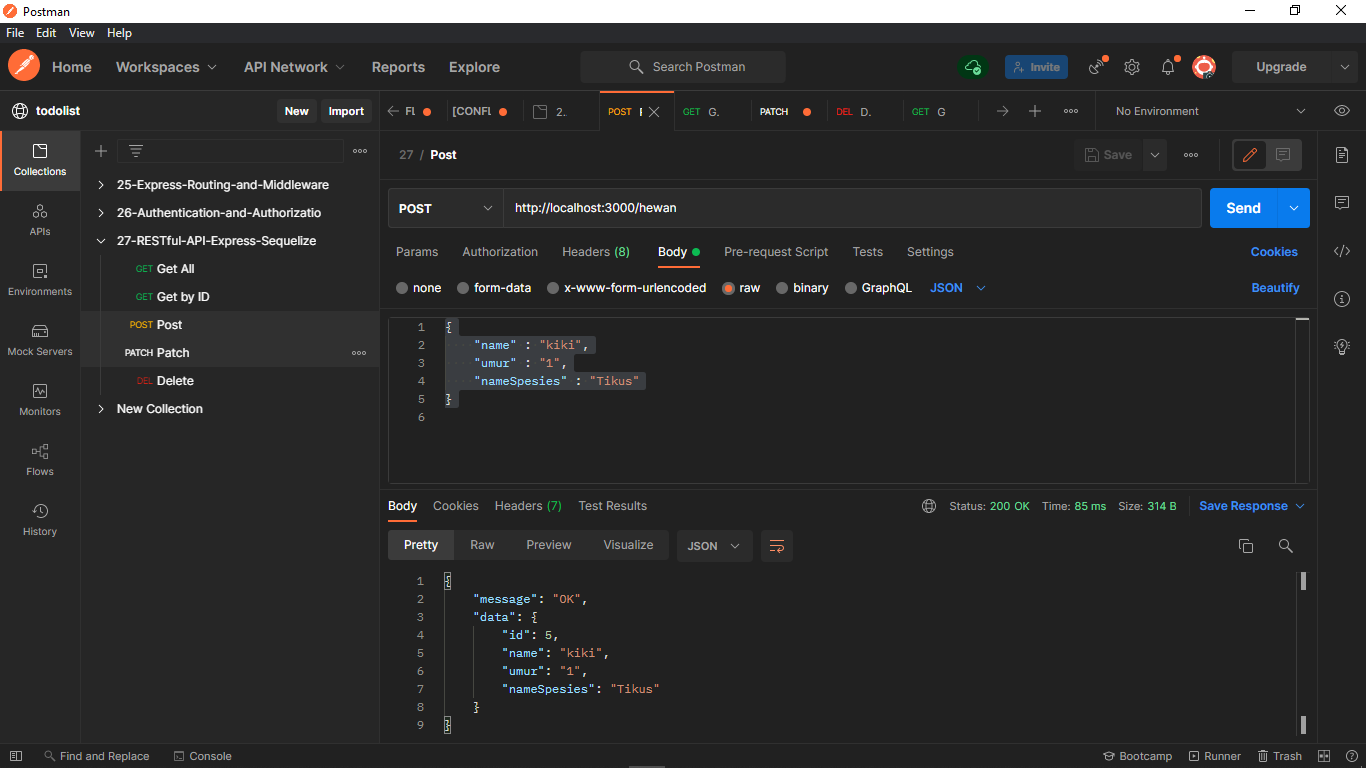 Postman
File Edit View Help
Home Workspaces API Network Reports Explore Search Postman Invite Upgrade
todolist New Import
FI [CONFI 2.. POST GET G. PATCH DEL D. GET G No Environment
27 / Post Save
Collections
APIs
Environments
Mock Servers
Monitors
Flows
History
25-Express-Routing-and-Middleware
26-Authentication-and-Authorizatio
27-RESTful-API-Express-Sequelize
GET Get All
GET Get by ID
POST Post
PATCH Patch
DEL Delete
New Collection
POST http://localhost:3000/hewan Send
Params Authorization Headers (8) Body Pre-request Script Tests Settings Cookies
none form-data x-www-form-urlencoded raw binary GraphQL JSON Beautify
1 {
2 "name" : "kiki",
3 "umur" : "1",
4 "nameSpesies" : "Tikus"
5 }
6
Body Cookies Headers (7) Test Results Status: 200 OK Time: 85 ms Size: 314 B Save Response
Pretty Raw Preview Visualize JSON
1 {
2 "message": "OK",
3 "data": {
4 "id": 5,
5 "name": "kiki",
6 "umur": "1",
7 "nameSpesies": "Tikus"
8 }
9 }
Find and Replace Console Bootcamp Runner Trash